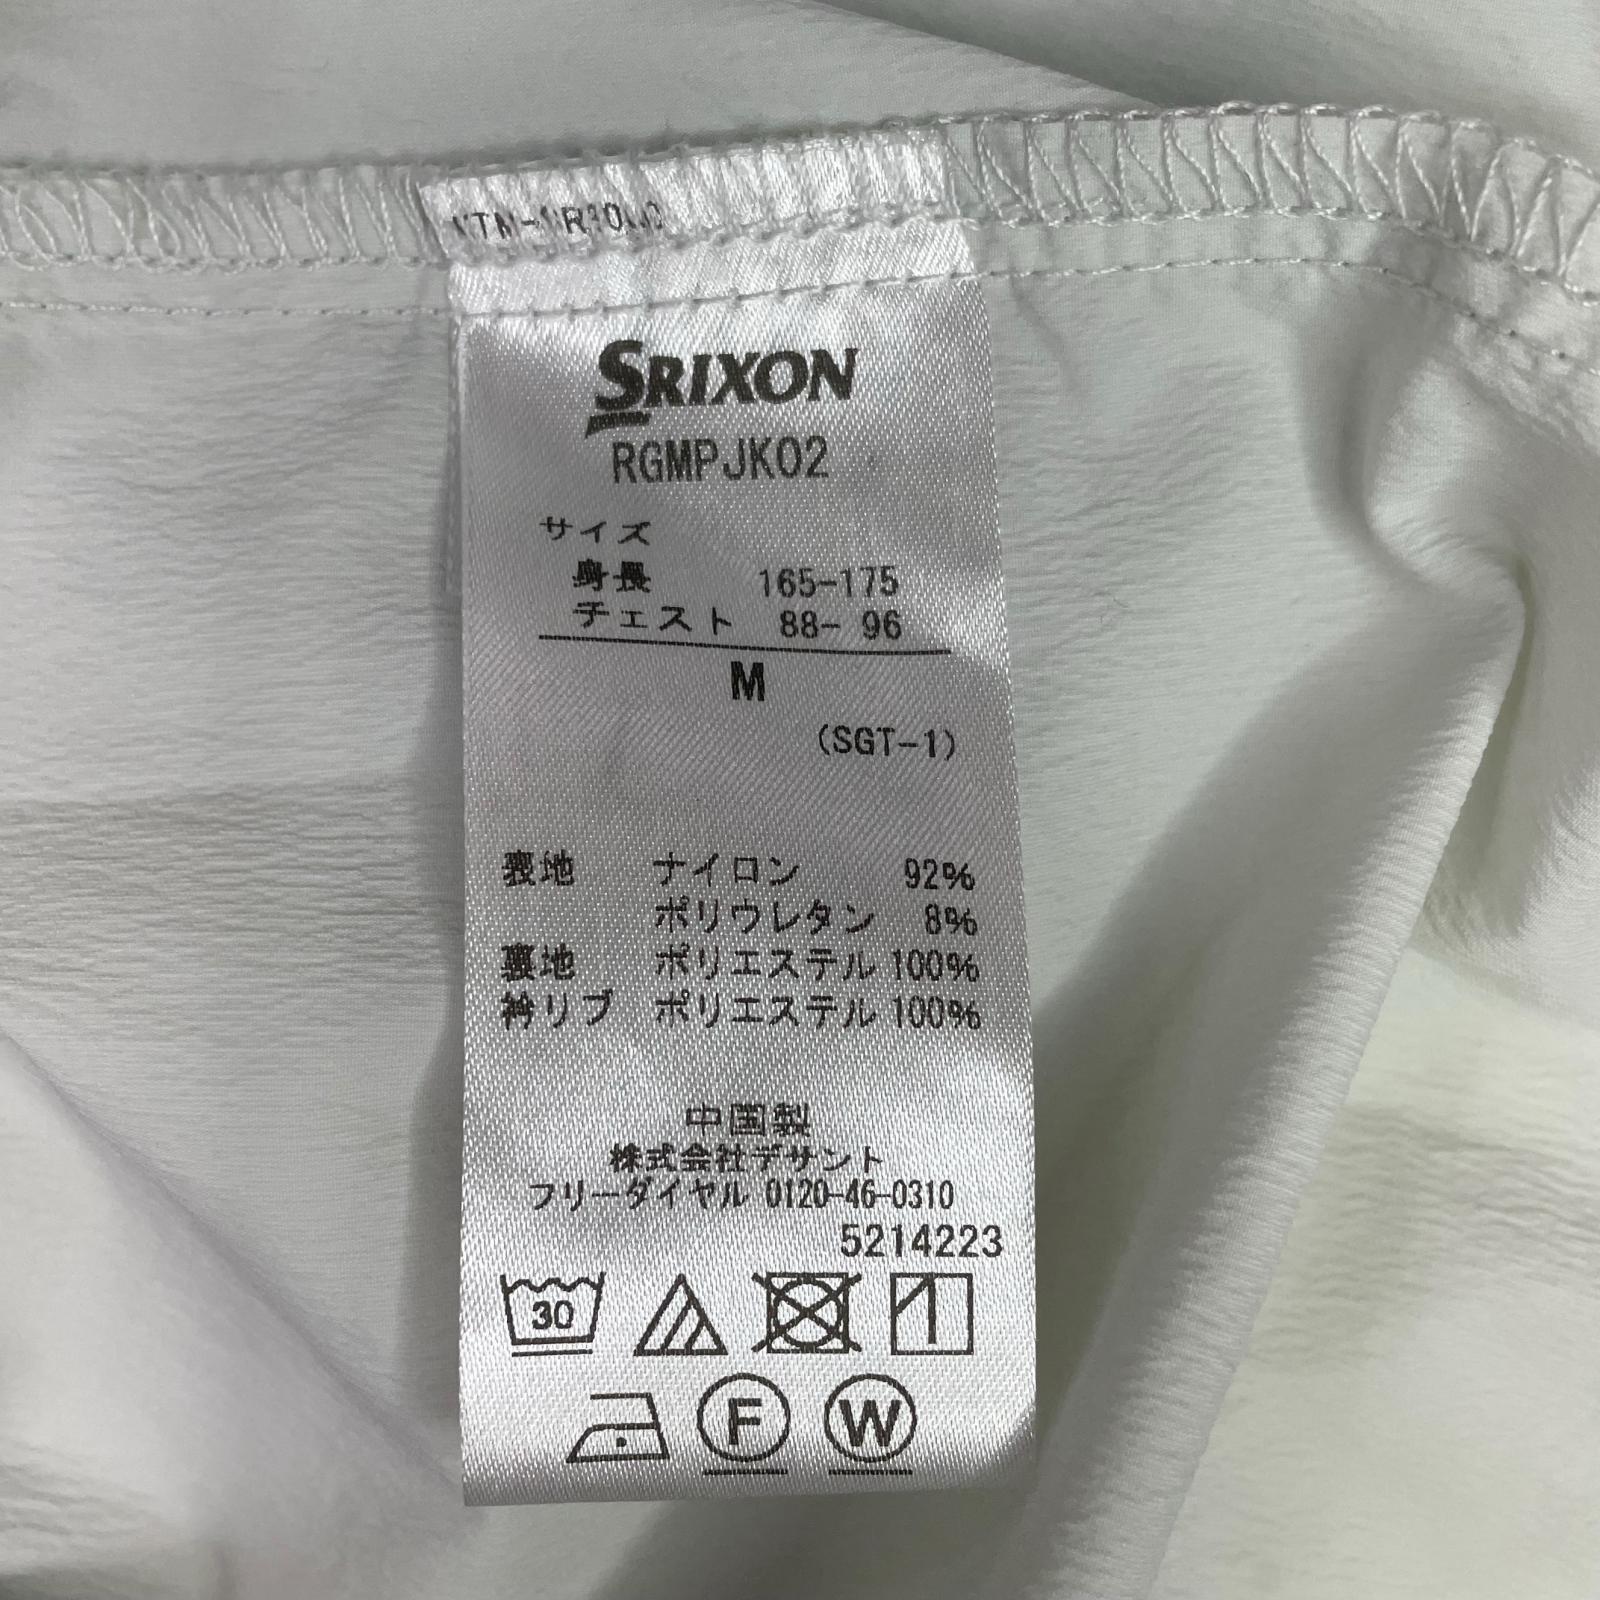 SRIXON
RGMPJK02
サイズ
身長 165-175
チェスト 88- 96
M
(SGT-1)
表地 ナイロン 92%
ポリウレタン 8%
裏地 ポリエステル 100%
衿リブ ポリエステル 100%
中国製
株式会社デサント
フリーダイヤル 0120-46-0310
5214223
30
F
W